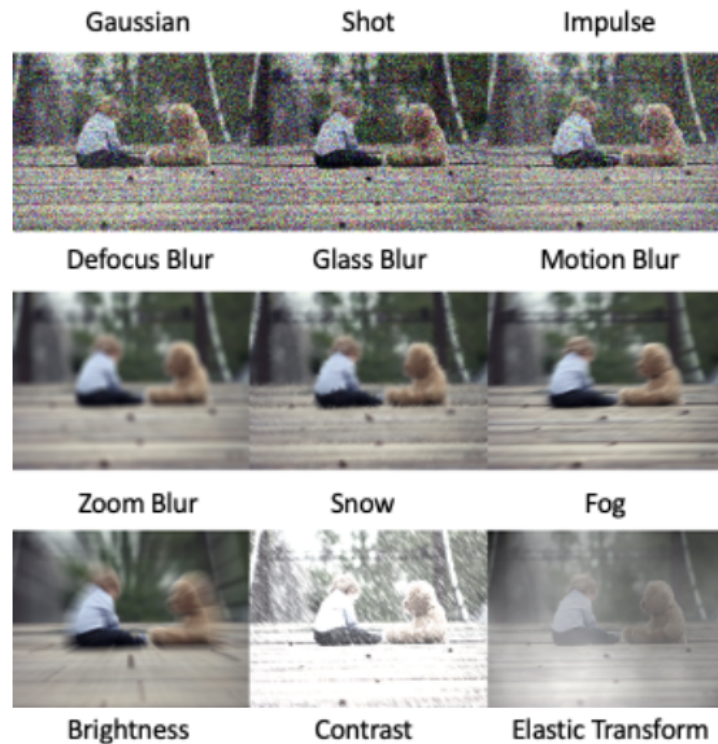 Gaussian Shot Impulse
Defocus Blur Glass Blur Motion Blur
Zoom Blur Snow Fog
Brightness Contrast Elastic Transform